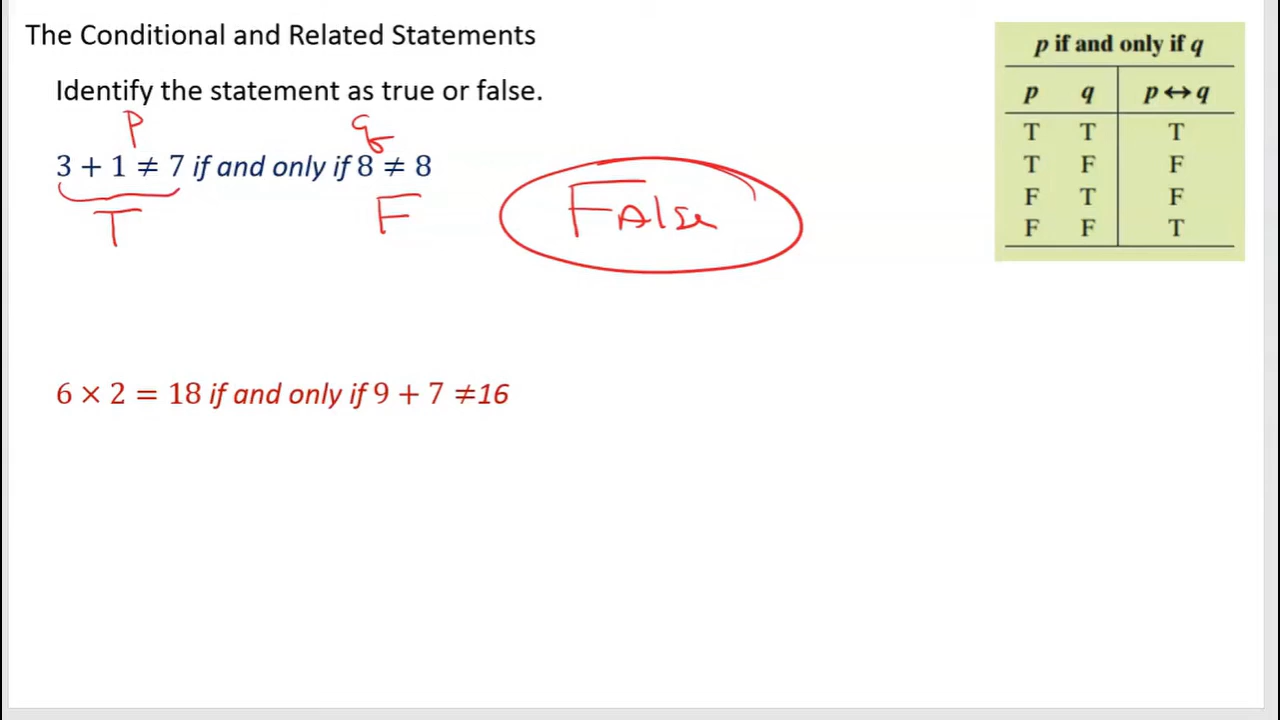 The Conditional and Related Statements
Identify the statement as true or false.
p q
3 + 1 ≠ 7 if and only if 8 ≠ 8
T F
False
6 × 2 = 18 if and only if 9 + 7 ≠16
p if and only if q
p q p ↔ q
T T T
T F F
F T F
F F T